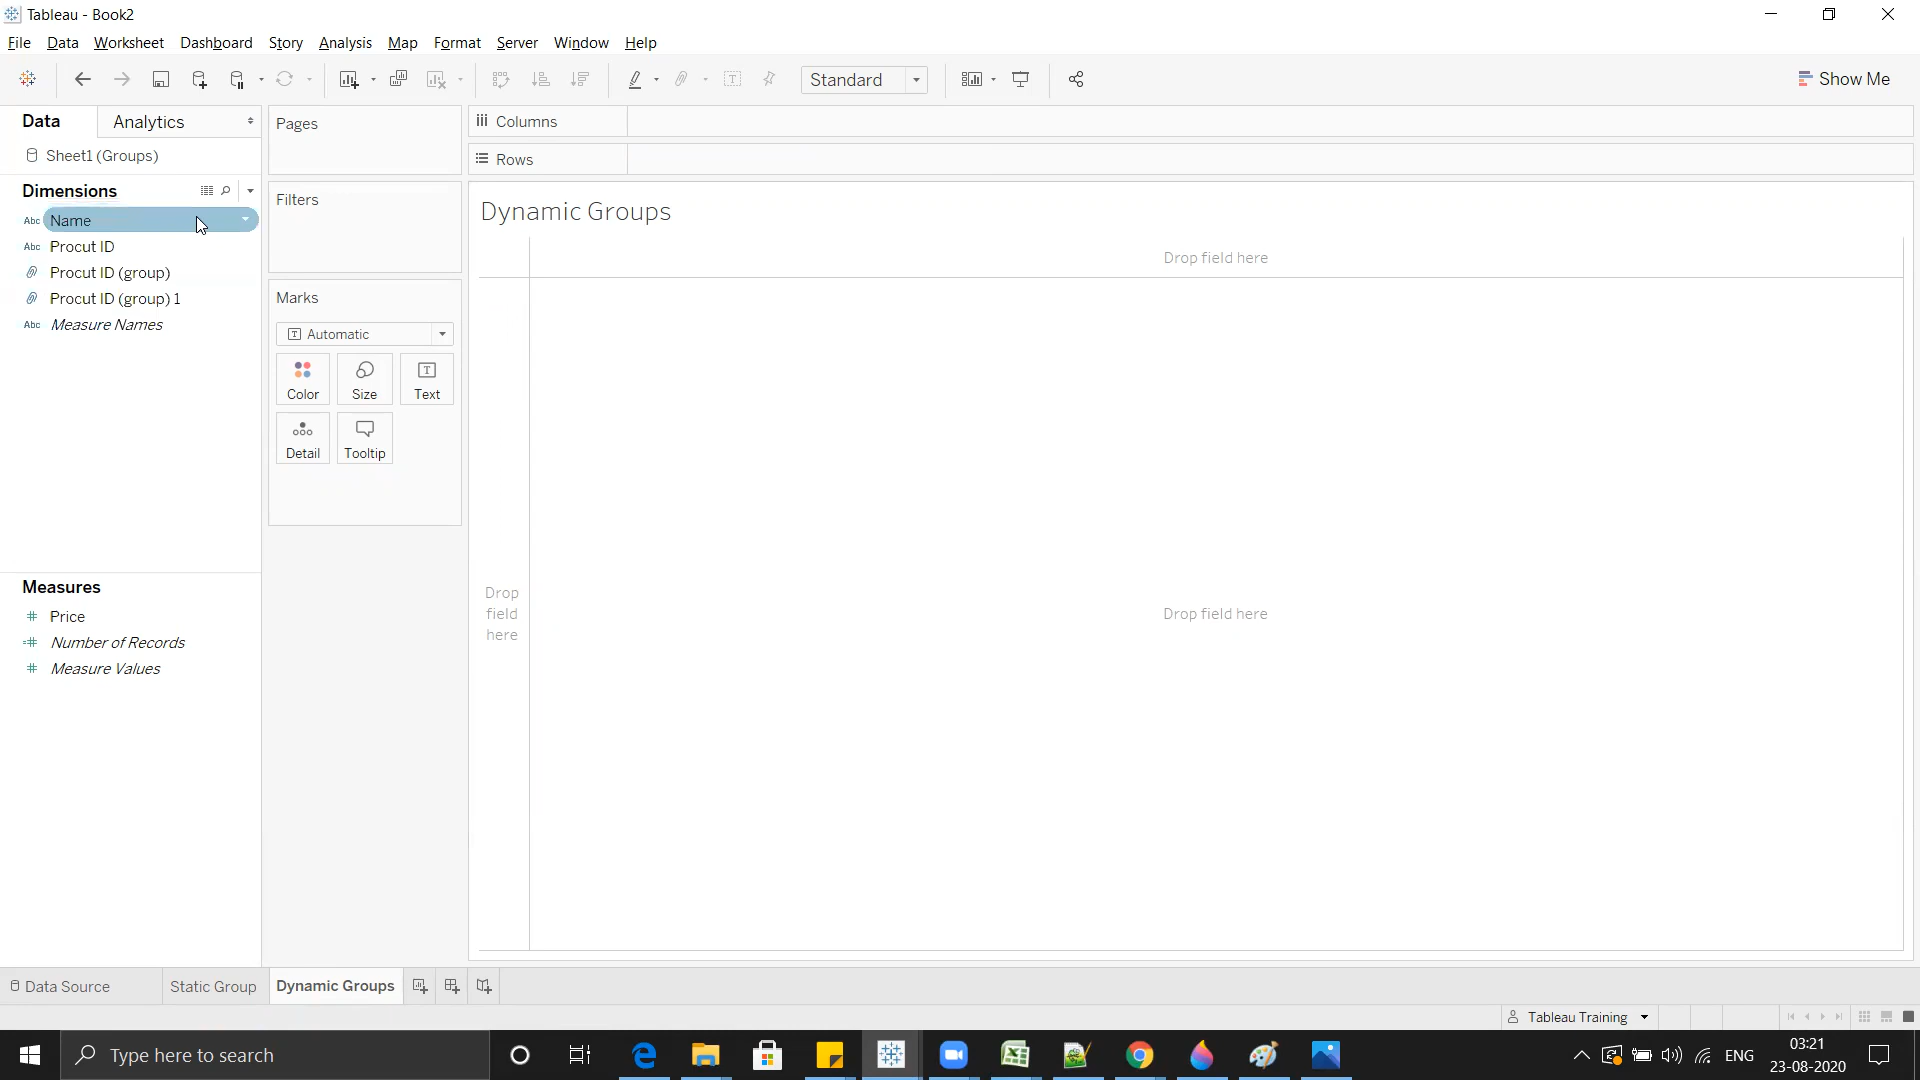 Tableau - Book2
File Data Worksheet Dashboard Story Analysis Map Format Server Window Help
Standard
Show Me
Data
Analytics
Pages
Columns
Sheet1 (Groups)
Rows
Dimensions
Filters
Abc Name
Dynamic Groups
Abc Procut ID
Drop field here
Procut ID (group)
Procut ID (group) 1
Marks
Abc Measure Names
Automatic
Color
Size
Text
Detail
Tooltip
Drop
field
here
Drop field here
Measures
Price
Number of Records
Measure Values
Data Source
Static Group
Dynamic Groups
Tableau Training
Type here to search
ENG
03:21
23-08-2020